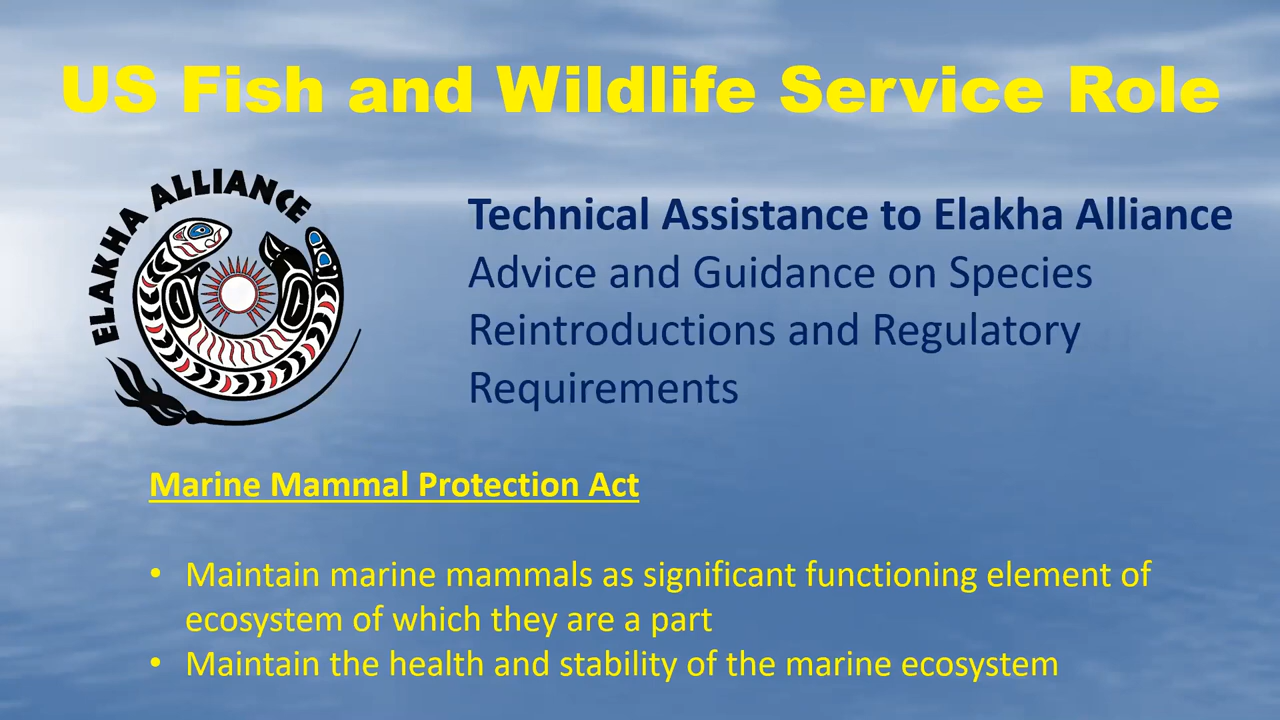 US Fish and Wildlife Service Role
ELAKHA ALLIANCE
Technical Assistance to Elakha Alliance
Advice and Guidance on Species
Reintroductions and Regulatory
Requirements
Marine Mammal Protection Act
• Maintain marine mammals as significant functioning element of
ecosystem of which they are a part
• Maintain the health and stability of the marine ecosystem